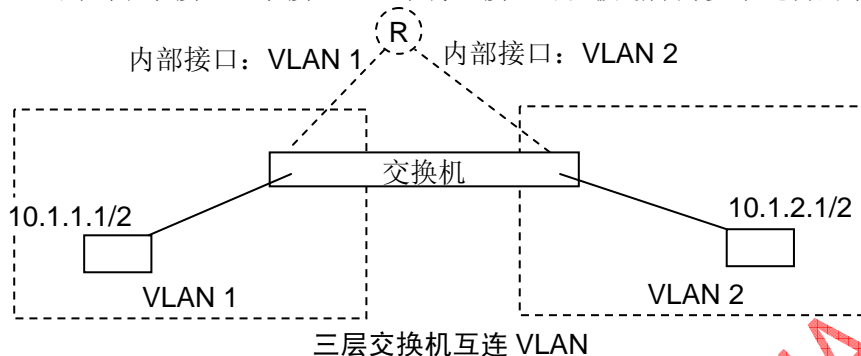 R
内部接口：VLAN 1
内部接口：VLAN 2
交换机
10.1.1.1/2
10.1.2.1/2
VLAN 1
VLAN 2
三层交换机互连 VLAN